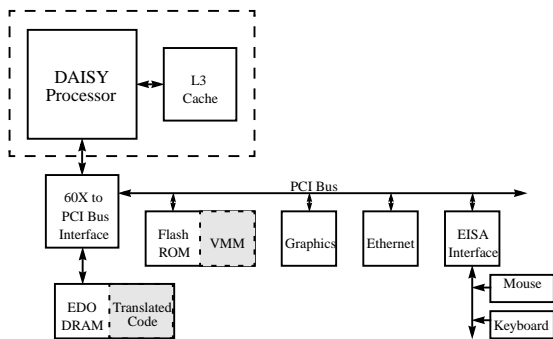 DAISY
Processor
L3
Cache
60X to
PCI Bus
Interface
PCI Bus
Flash
ROM
VMM
Graphics
Ethernet
EISA
Interface
EDO
DRAM
Translated
Code
Mouse
Keyboard